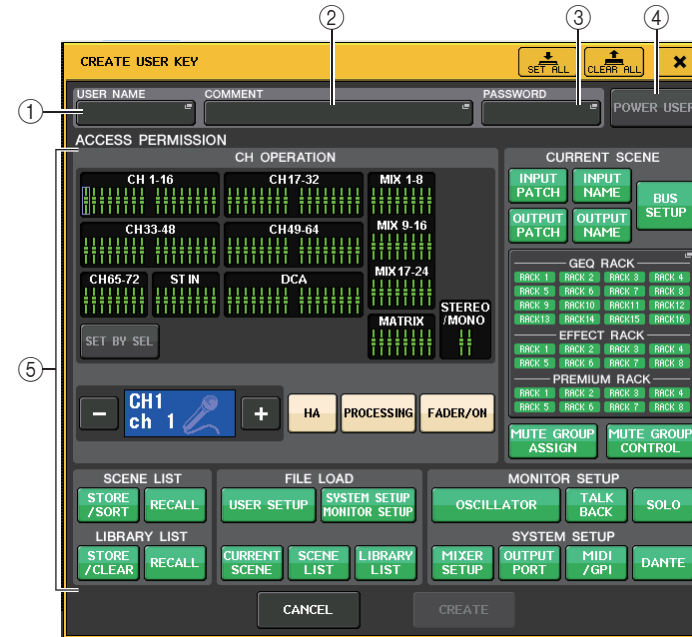 ② ③ ④
CREATE USER KEY SET ALL CLEAR ALL ×
① USER NAME COMMENT PASSWORD POWER USER
ACCESS PERMISSION
CH OPERATION CURRENT SCENE
CH 1-16 CH17-32 MIX 1-8 INPUT PATCH INPUT NAME BUS SETUP
CH33-48 CH49-64 MIX 9-16 OUTPUT PATCH OUTPUT NAME
CH65-72 ST IN DCA MIX17-24 STEREO /MONO
MATRIX
SET BY SEL
GEQ RACK
RACK 1 RACK 2 RACK 3 RACK 4
RACK 5 RACK 6 RACK 7 RACK 8
RACK 9 RACK10 RACK11 RACK12
RACK13 RACK14 RACK15 RACK16
EFFECT RACK
RACK 1 RACK 2 RACK 3 RACK 4
RACK 5 RACK 6 RACK 7 RACK 8
PREMIUM RACK
RACK 1 RACK 2 RACK 3 RACK 4
RACK 5 RACK 6 RACK 7 RACK 8
⑤
− CH1 ch 1 + HA PROCESSING FADER/ON
MUTE GROUP ASSIGN MUTE GROUP CONTROL
SCENE LIST FILE LOAD MONITOR SETUP
STORE /SORT RECALL USER SETUP SYSTEM SETUP MONITOR SETUP OSCILLATOR TALK BACK SOLO
LIBRARY LIST SYSTEM SETUP
STORE /CLEAR RECALL CURRENT SCENE SCENE LIST LIBRARY LIST MIXER SETUP OUTPUT PORT MIDI /GPI DANTE
CANCEL CREATE